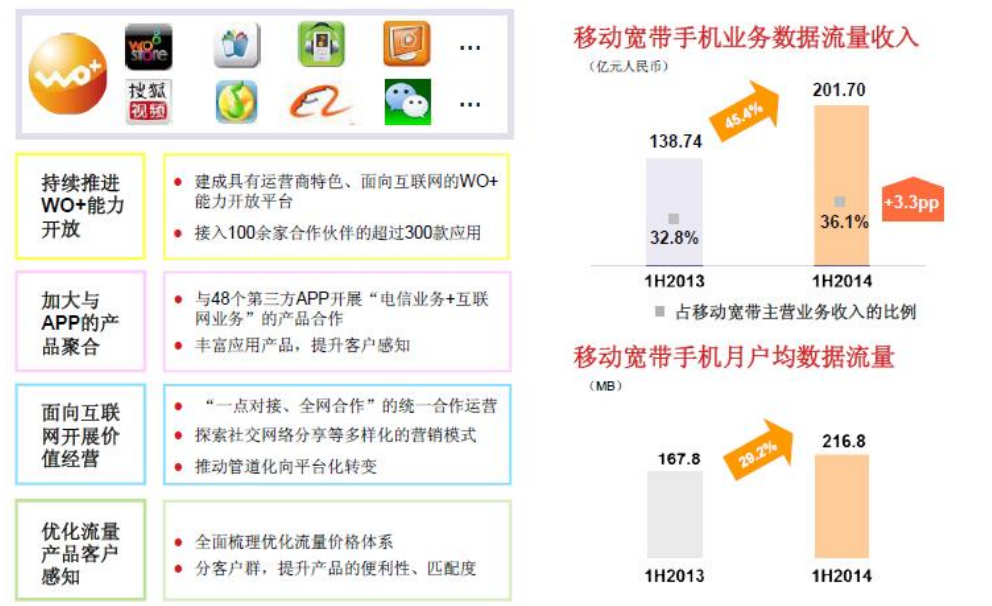 wo+
wo
store
...
搜狐
视频
...
持续推进
WO+能力
开放
● 建成具有运营商特色、面向互联网的WO+
能力开放平台
● 接入100余家合作伙伴的超过300款应用
加大与
APP的产
品聚合
● 与48个第三方APP开展“电信业务+互联
网业务”的产品合作
● 丰富应用产品，提升客户感知
面向互联
网开展价
值经营
● “一点对接、全网合作”的统一合作运营
● 探索社交网络分享等多样化的营销模式
● 推动管道化向平台化转变
优化流量
产品客户
感知
● 全面梳理优化流量价格体系
● 分客户群，提升产品的便利性、匹配度
移动宽带手机业务数据流量收入
（亿元人民币）
138.74
45.4%
201.70
32.8%
36.1%
+3.3pp
1H2013
1H2014
占移动宽带主营业务收入的比例
移动宽带手机月户均数据流量
（MB）
167.8
29.2%
216.8
1H2013
1H2014